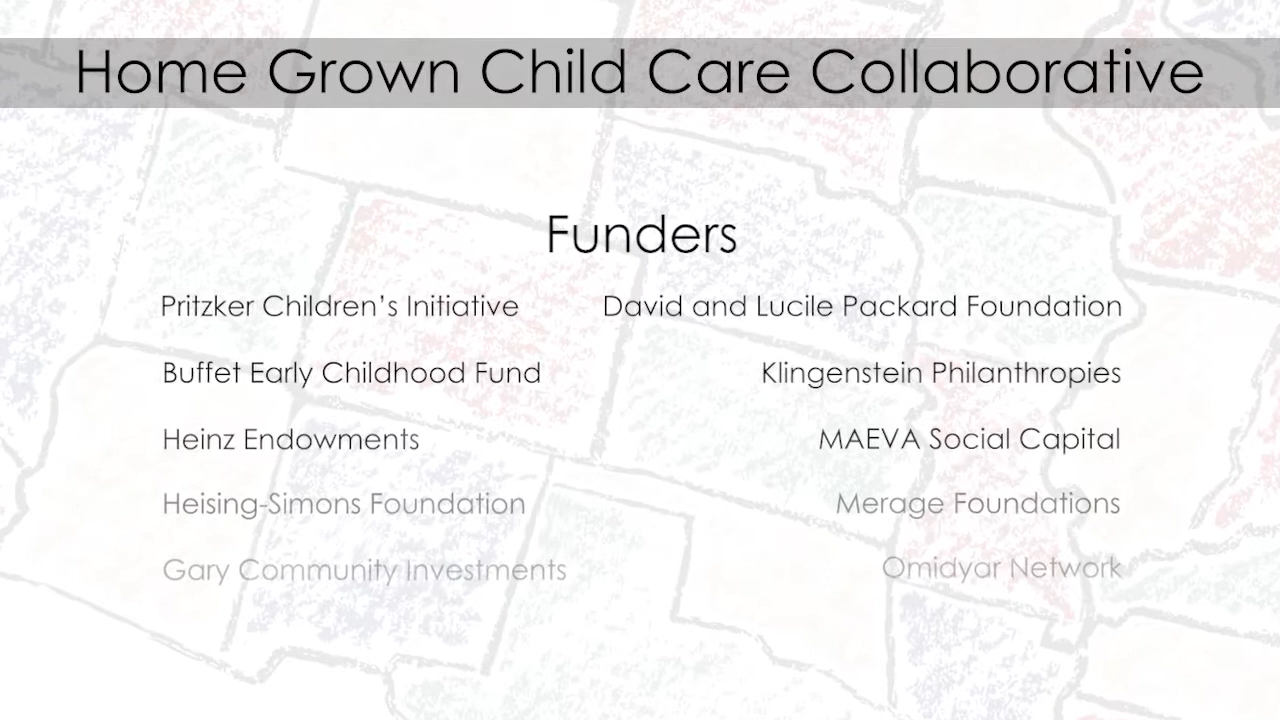 Home Grown Child Care Collaborative
Funders
Pritzker Children’s Initiative
David and Lucile Packard Foundation
Buffet Early Childhood Fund
Klingenstein Philanthropies
Heinz Endowments
MAEVA Social Capital
Heising-Simons Foundation
Merage Foundations
Gary Community Investments
Omidyar Network